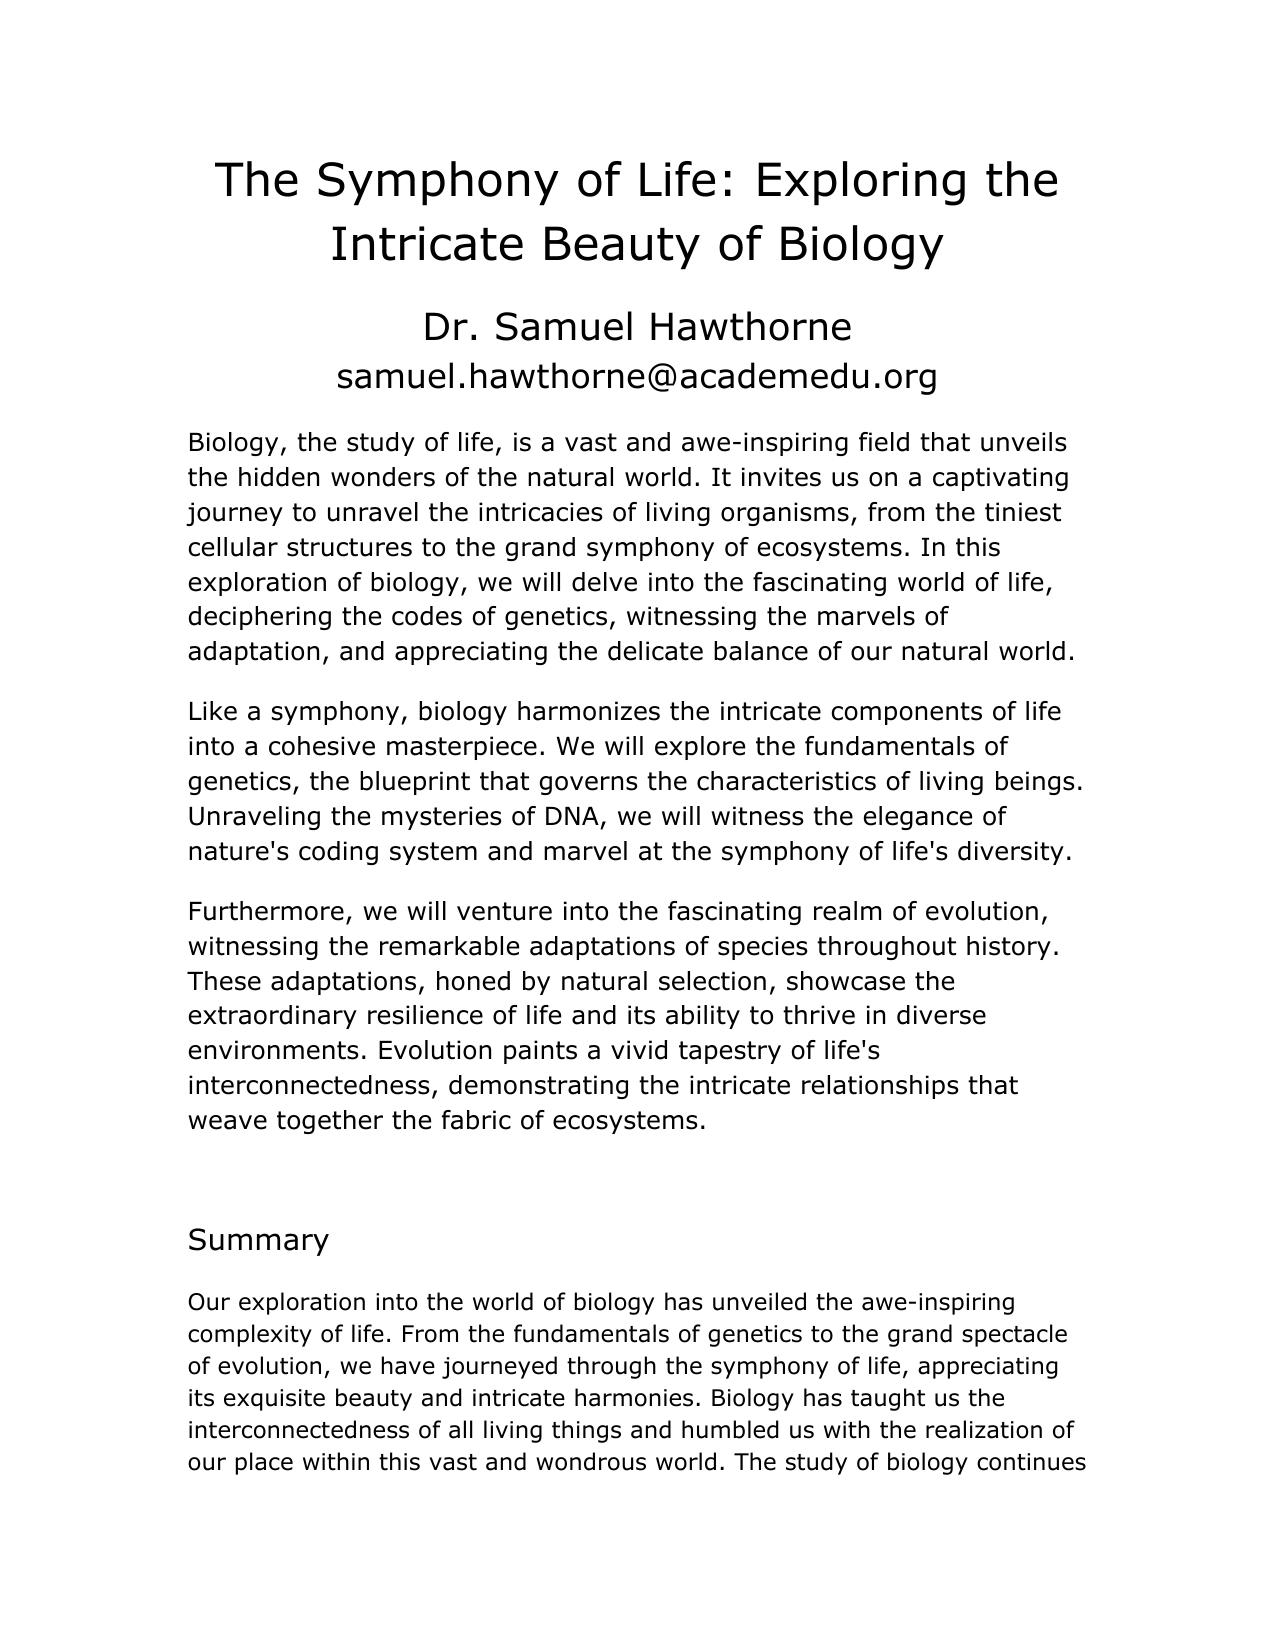 The Symphony of Life: Exploring the
Intricate Beauty of Biology
Dr. Samuel Hawthorne
samuel.hawthorne@academedu.org
Biology, the study of life, is a vast and awe-inspiring field that unveils
the hidden wonders of the natural world. It invites us on a captivating
journey to unravel the intricacies of living organisms, from the tiniest
cellular structures to the grand symphony of ecosystems. In this
exploration of biology, we will delve into the fascinating world of life,
deciphering the codes of genetics, witnessing the marvels of
adaptation, and appreciating the delicate balance of our natural world.
Like a symphony, biology harmonizes the intricate components of life
into a cohesive masterpiece. We will explore the fundamentals of
genetics, the blueprint that governs the characteristics of living beings.
Unraveling the mysteries of DNA, we will witness the elegance of
nature's coding system and marvel at the symphony of life's diversity.
Furthermore, we will venture into the fascinating realm of evolution,
witnessing the remarkable adaptations of species throughout history.
These adaptations, honed by natural selection, showcase the
extraordinary resilience of life and its ability to thrive in diverse
environments. Evolution paints a vivid tapestry of life's
interconnectedness, demonstrating the intricate relationships that
weave together the fabric of ecosystems.
Summary
Our exploration into the world of biology has unveiled the awe-inspiring
complexity of life. From the fundamentals of genetics to the grand spectacle
of evolution, we have journeyed through the symphony of life, appreciating
its exquisite beauty and intricate harmonies. Biology has taught us the
interconnectedness of all living things and humbled us with the realization of
our place within this vast and wondrous world. The study of biology continues